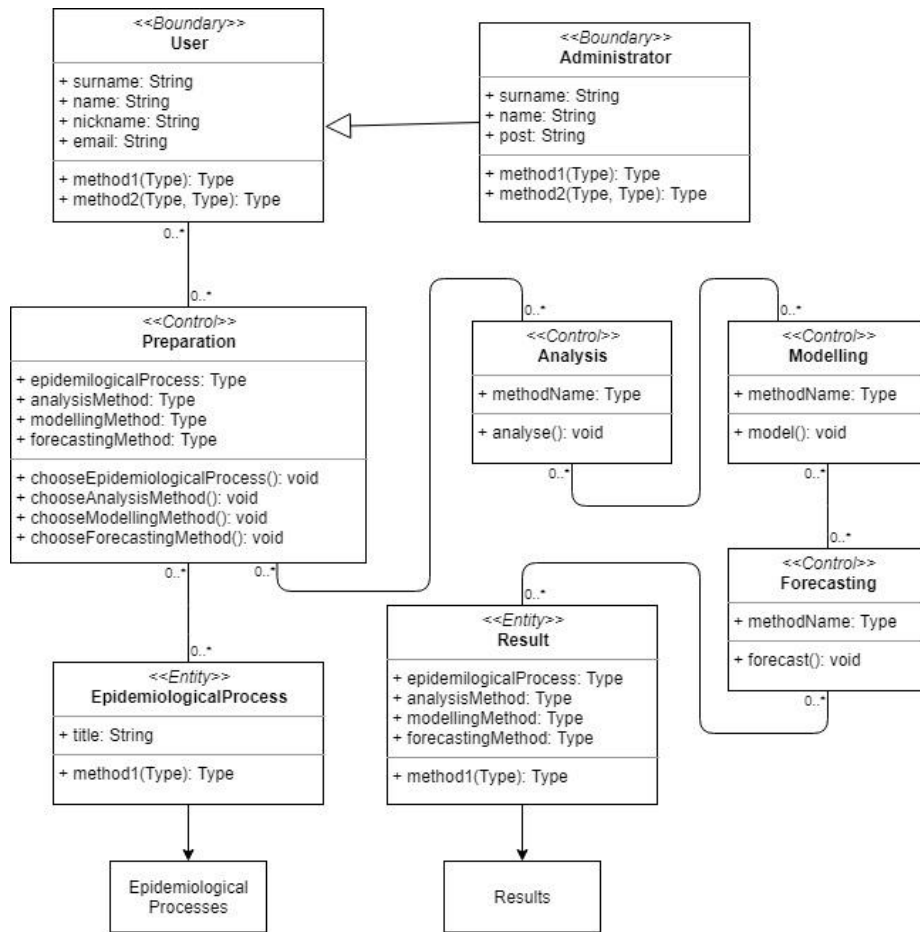 <<Boundary>>
User
+ surname: String
+ name: String
+ nickname: String
+ email: String
+ method1(Type): Type
+ method2(Type, Type): Type
<<Boundary>>
Administrator
+ surname: String
+ name: String
+ post: String
+ method1(Type): Type
+ method2(Type, Type): Type
0..*
0..*
<<Control>>
Preparation
+ epidemilogicalProcess: Type
+ analysisMethod: Type
+ modellingMethod: Type
+ forecastingMethod: Type
+ chooseEpidemiologicalProcess(): void
+ chooseAnalysisMethod(): void
+ chooseModellingMethod(): void
+ chooseForecastingMethod(): void
0..*
0..*
0..*
<<Control>>
Analysis
+ methodName: Type
+ analyse(): void
0..*
0..*
<<Control>>
Modelling
+ methodName: Type
+ model(): void
0..*
0..*
<<Control>>
Forecasting
+ methodName: Type
+ forecast(): void
0..*
0..*
<<Entity>>
Result
+ epidemilogicalProcess: Type
+ analysisMethod: Type
+ modellingMethod: Type
+ forecastingMethod: Type
+ method1(Type): Type
0..*
<<Entity>>
EpidemiologicalProcess
+ title: String
+ method1(Type): Type
Epidemiological
Processes
Results